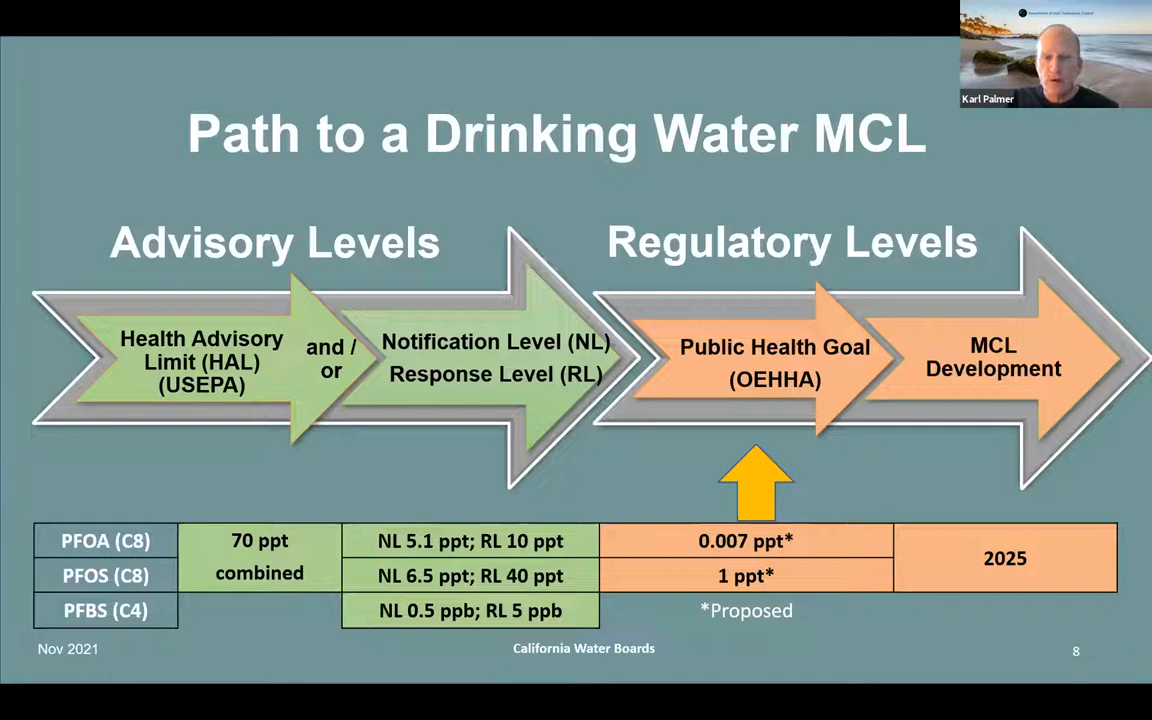 Karl Palmer
Path to a Drinking Water MCL
Advisory Levels
Regulatory Levels
Health Advisory
Limit (HAL)
(USEPA)
and /
or
Notification Level (NL)
Response Level (RL)
Public Health Goal
(OEHHA)
MCL
Development
PFOA (C8)
70 ppt
combined
NL 5.1 ppt; RL 10 ppt
0.007 ppt*
2025
PFOS (C8)
NL 6.5 ppt; RL 40 ppt
1 ppt*
PFBS (C4)
NL 0.5 ppb; RL 5 ppb
*Proposed
Nov 2021
California Water Boards
8